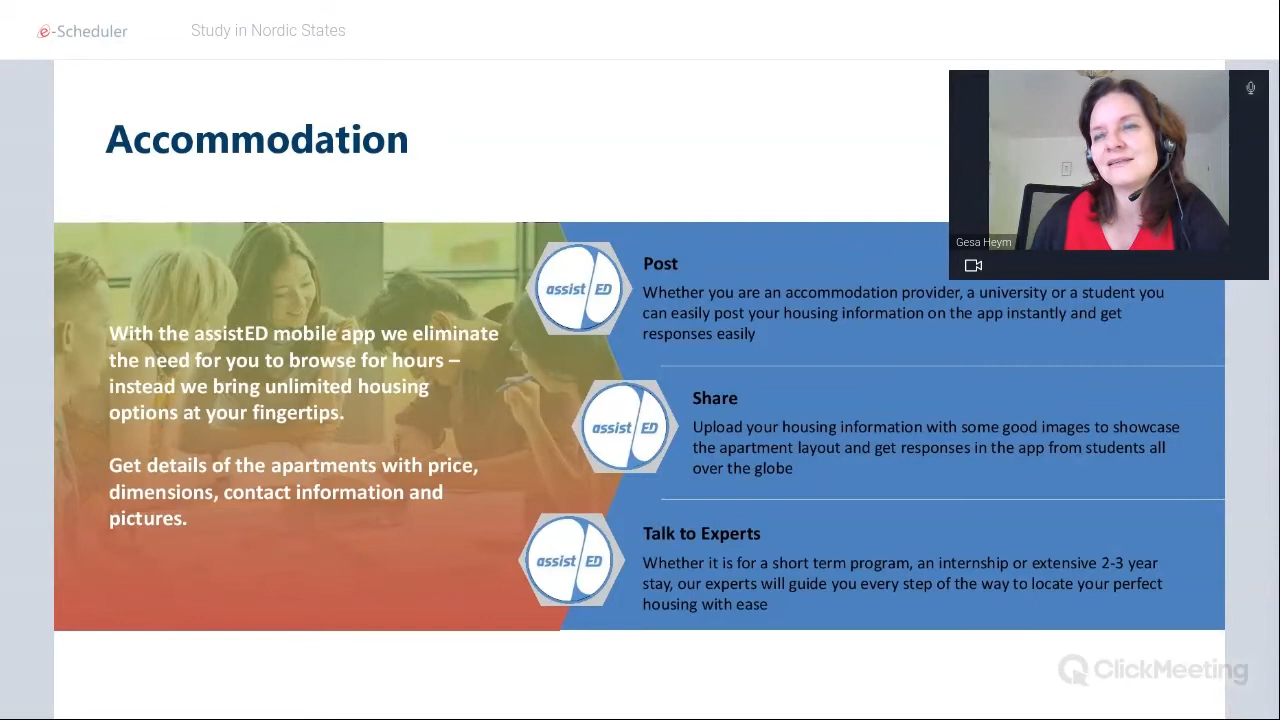 e-Scheduler
Study in Nordic States
Accommodation
Gesa Heym
With the assistED mobile app we eliminate
the need for you to browse for hours –
instead we bring unlimited housing
options at your fingertips.
Get details of the apartments with price,
dimensions, contact information and
pictures.
assist ED
Post
Whether you are an accommodation provider, a university or a student you
can easily post your housing information on the app instantly and get
responses easily
assist ED
Share
Upload your housing information with some good images to showcase
the apartment layout and get responses in the app from students all
over the globe
assist ED
Talk to Experts
Whether it is for a short term program, an internship or extensive 2-3 year
stay, our experts will guide you every step of the way to locate your perfect
housing with ease
ClickMeeting